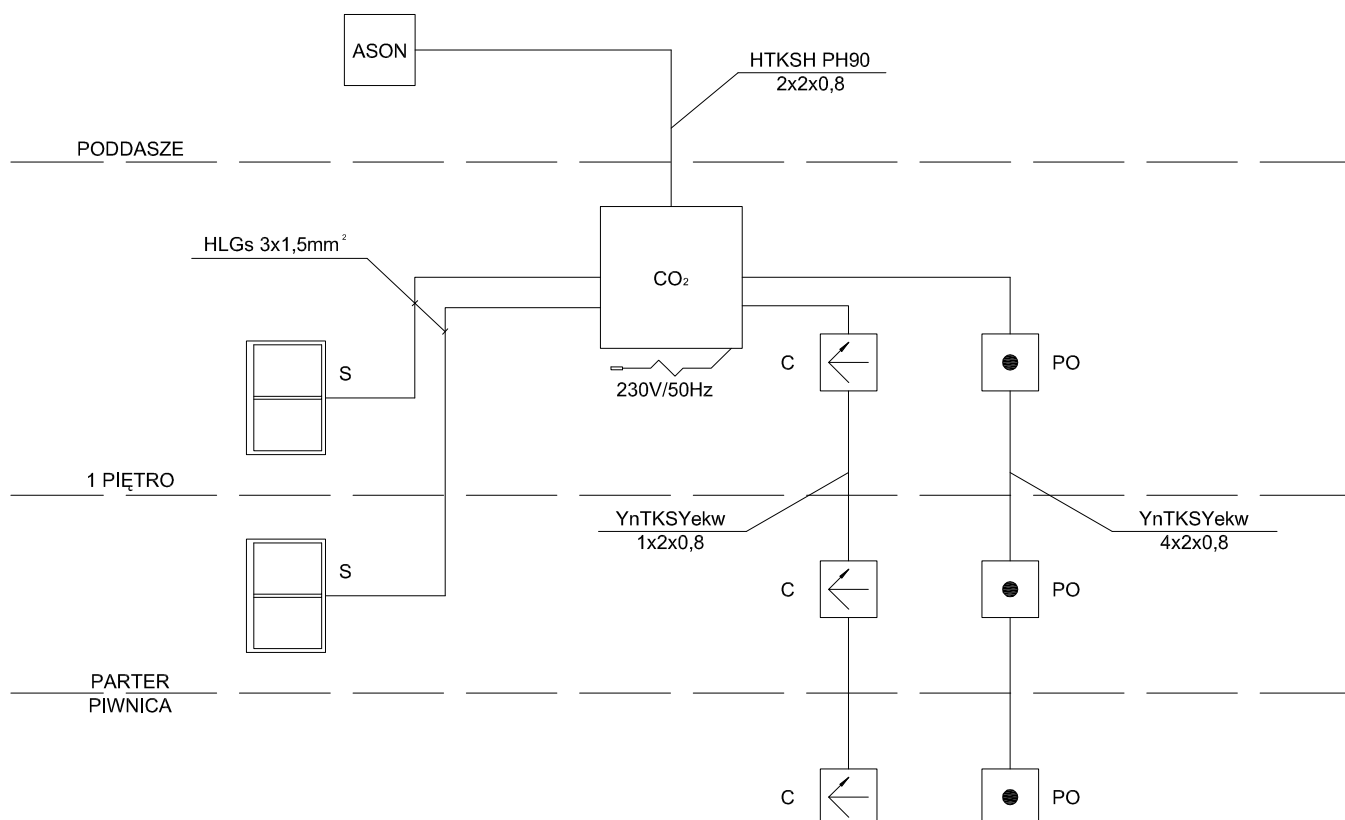 ASON
HTKSH PH90
2x2x0,8
PODDASZE
HLGs 3x1,5mm²
CO₂
S
C
PO
230V/50Hz
1 PIĘTRO
YnTKSYekw
1x2x0,8
YnTKSYekw
4x2x0,8
S
C
PO
PARTER
PIWNICA
C
PO